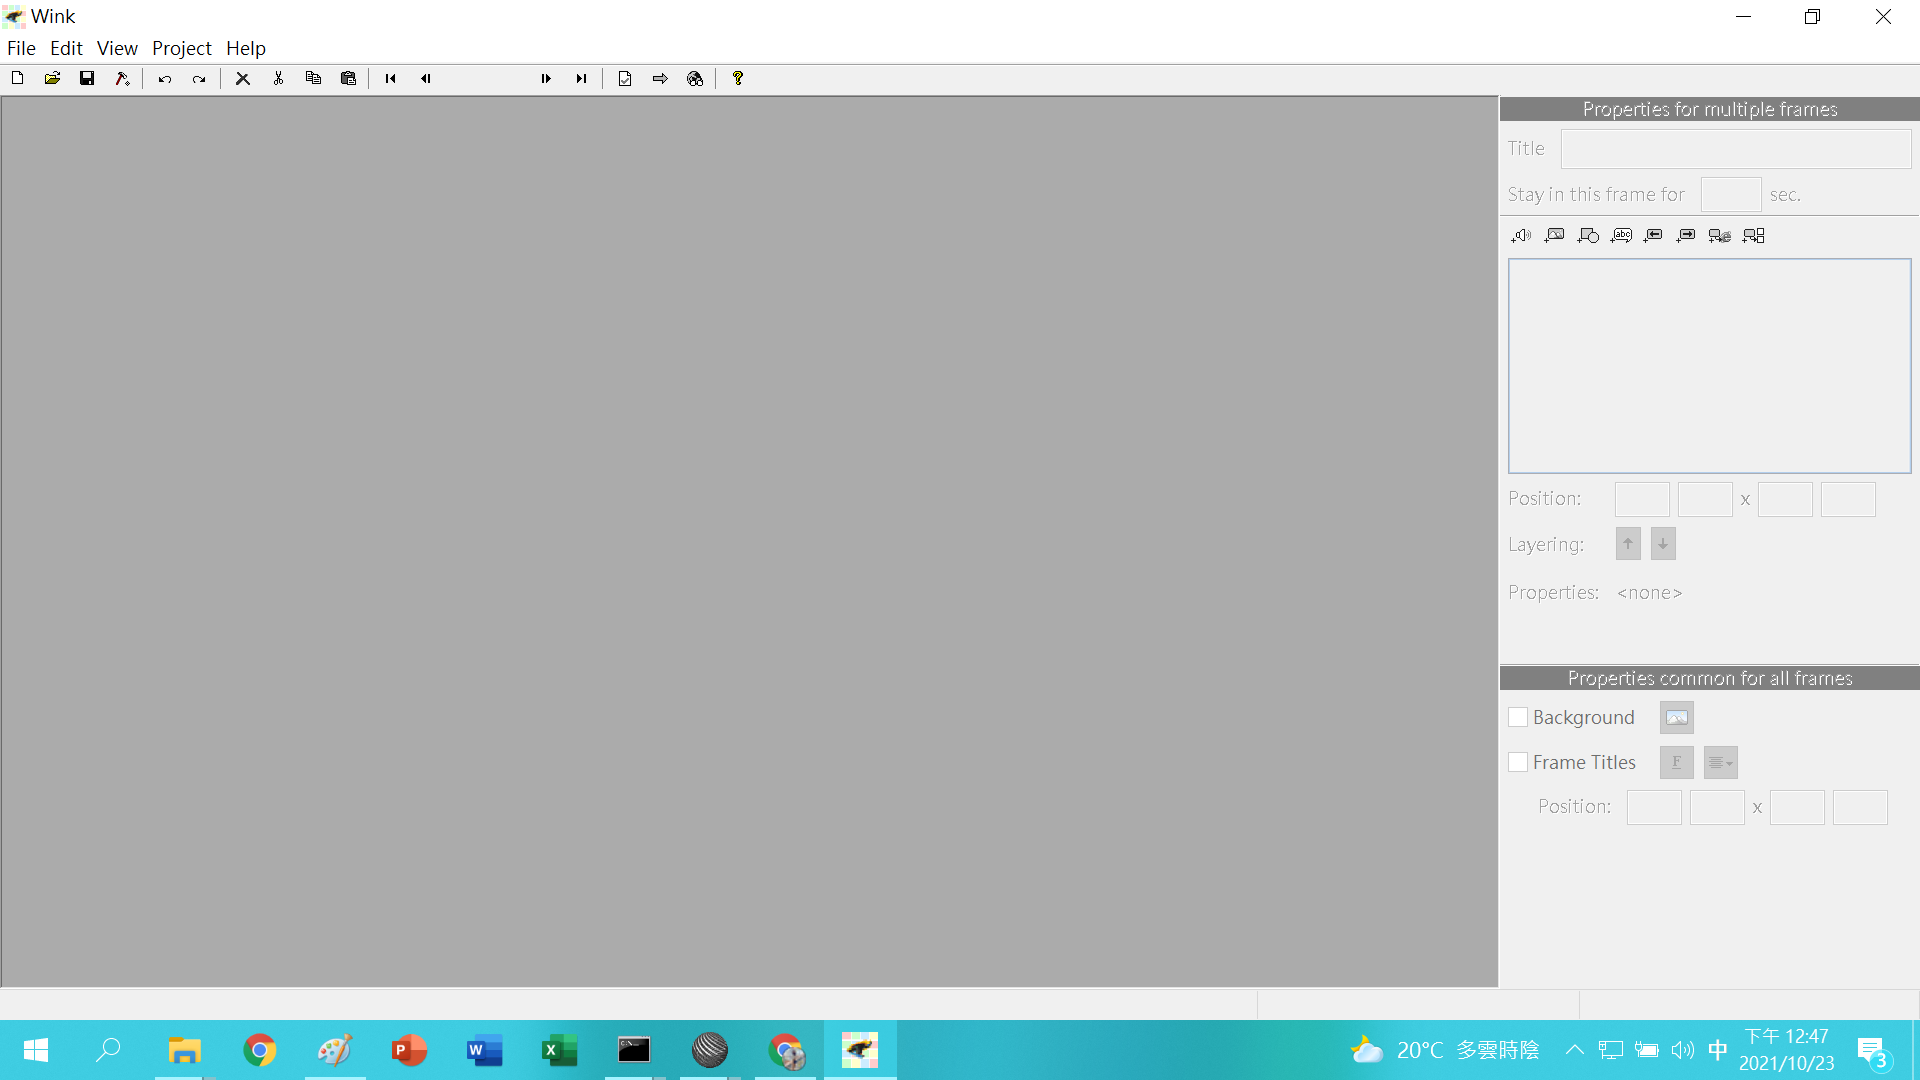 Wink
File Edit View Project Help
Properties for multiple frames
Title
Stay in this frame for sec.
abc
Position: x
Layering:
Properties: <none>
Properties common for all frames
Background
Frame Titles F
Position: x
20°C 多雲時陰 中 下午 12:47
2021/10/23 3